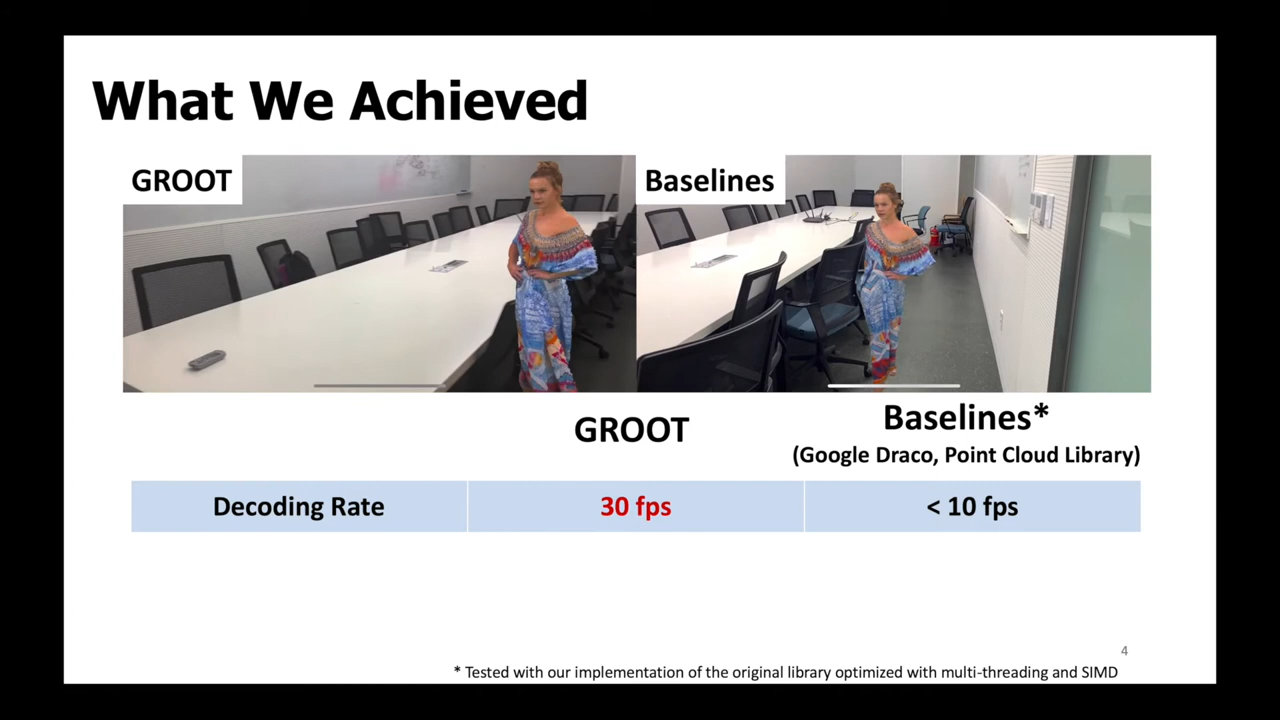 What We Achieved
GROOT
Baselines
GROOT
Baselines*
(Google Draco, Point Cloud Library)
Decoding Rate
30 fps
< 10 fps
4
* Tested with our implementation of the original library optimized with multi-threading and SIMD